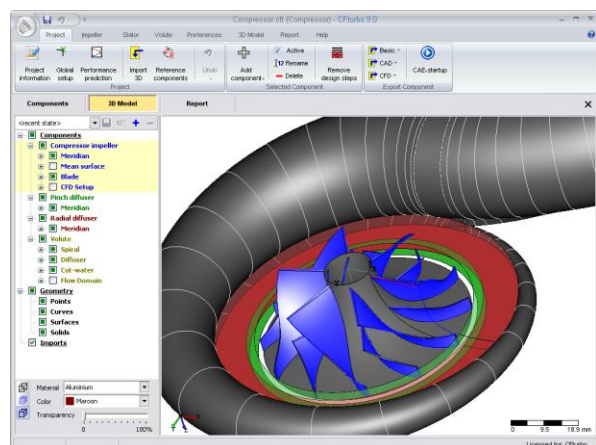 Compressor.cft (Compressor) - CFturbo 9.0
Project Impeller Stator Volute Preferences 3D Model Report Help
Project information
Global setup
Performance prediction
Import 3D
Reference components
Undo
Add component
Active
Rename
Delete
Remove design steps
Basic
CAD
CFD
CAE-startup
Project Selected Component Export Component
Components 3D Model Report
<recent state>
Components
Compressor impeller
Meridian
Mean surface
Blade
CFD Setup
Pinch diffuser
Meridian
Radial diffuser
Meridian
Volute
Spiral
Diffuser
Cut-water
Flow Domain
Geometry
Points
Curves
Surfaces
Solids
Imports
Material Aluminium
Color Maroon
Transparency
0 100%
0 9.5 18.9 mm
Licensed for CFturbo